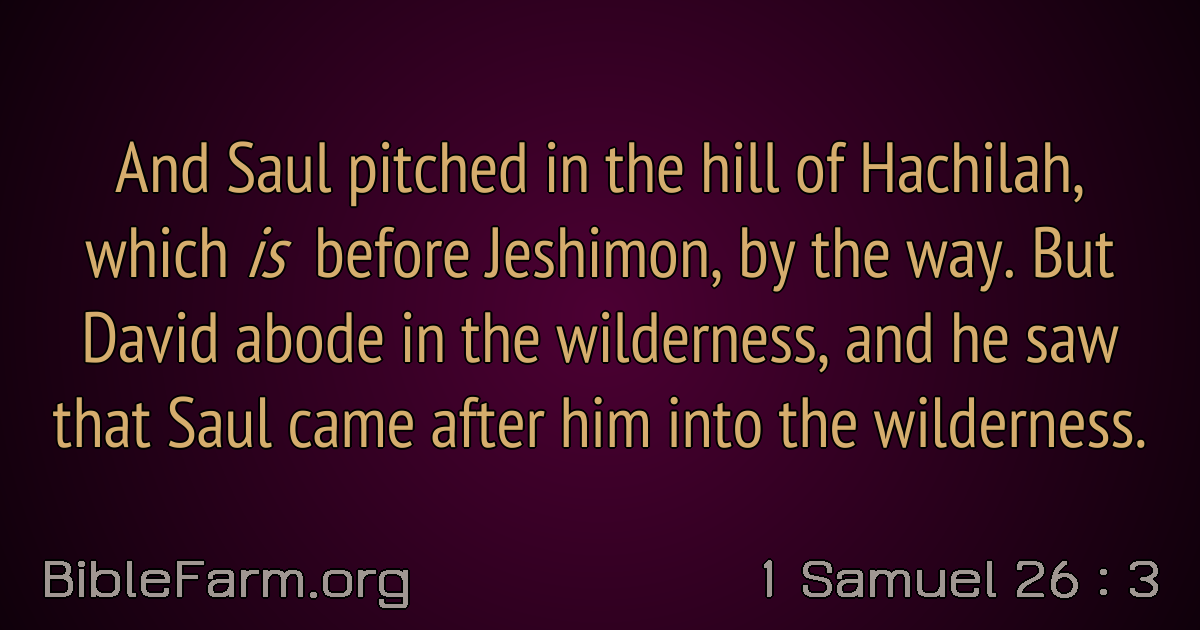 And Saul pitched in the hill of Hachilah,
which is before Jeshimon, by the way. But
David abode in the wilderness, and he saw
that Saul came after him into the wilderness.
BibleFarm.org
1 Samuel 26 : 3